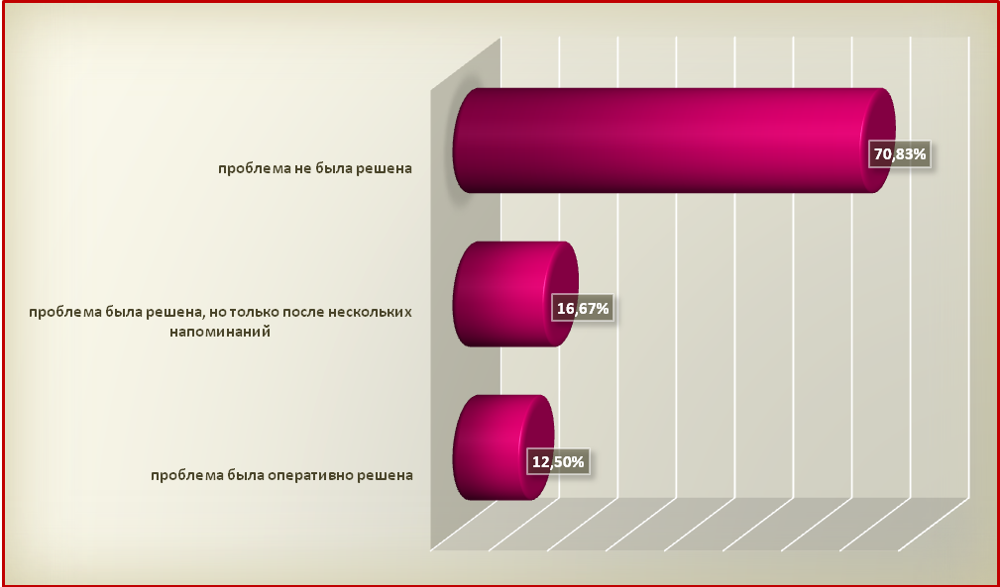 проблема не была решена
70,83%
проблема была решена, но только после нескольких
напоминаний
16,67%
проблема была оперативно решена
12,50%